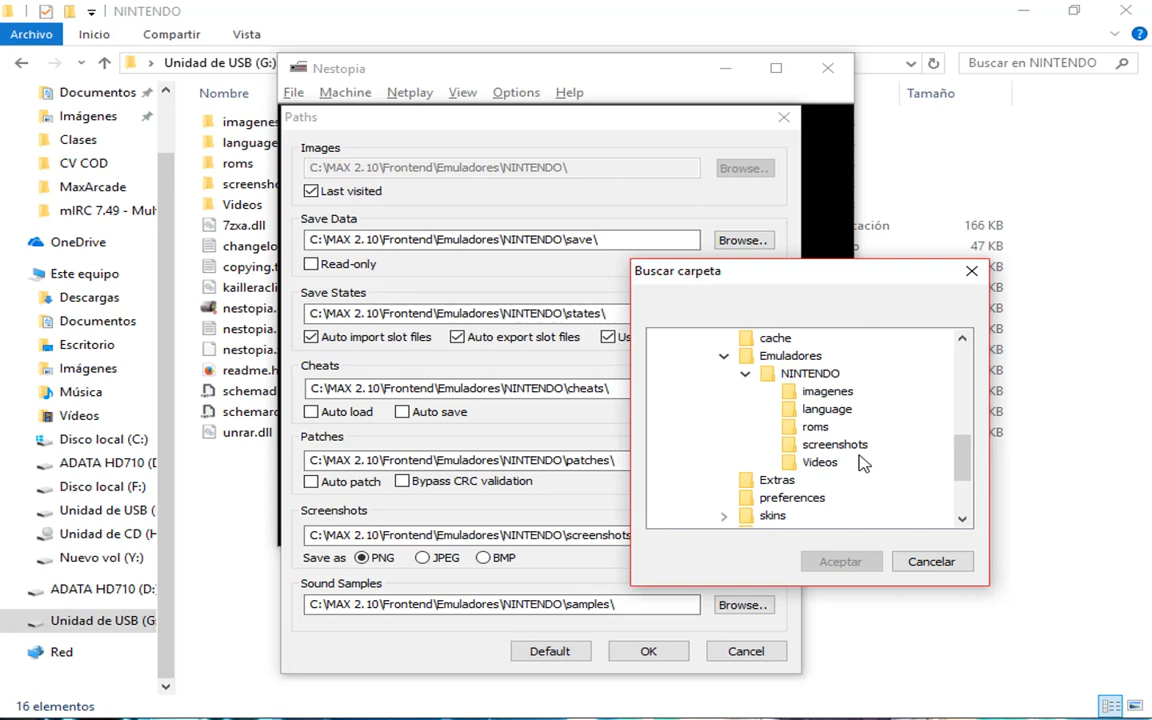 NINTENDO
Archivo Inicio Compartir Vista
Unidad de USB (G:)
Buscar en NINTENDO
Nombre
Tamaño
Documentos
Imágenes
Clases
CV COD
MaxArcade
mIRC 7.49 - Mul
OneDrive
Este equipo
Descargas
Documentos
Escritorio
Imágenes
Música
Vídeos
Disco local (C:)
ADATA HD710 (D
Disco local (F:)
Unidad de USB (
Unidad de CD (H
Nuevo vol (Y:)
ADATA HD710 (D:
Unidad de USB (G:
Red
16 elementos
imagenes
language
roms
screensho
Videos
7zxa.dll
changelo
copying.t
kailleracli
nestopia.
nestopia.
nestopia.
readme.h
schemad
schemaro
unrar.dll
cación 166 KB
o 47 KB
KB
KB
KB
KB
KB
KB
KB
KB
KB
Nestopia
File Machine Netplay View Options Help
Paths
Images
C:\MAX 2.10\Frontend\Emuladores\NINTENDO\
Browse..
Last visited
Save Data
C:\MAX 2.10\Frontend\Emuladores\NINTENDO\save\
Browse..
Read-only
Save States
C:\MAX 2.10\Frontend\Emuladores\NINTENDO\states\
Auto import slot files Auto export slot files Us
Cheats
C:\MAX 2.10\Frontend\Emuladores\NINTENDO\cheats\
Auto load Auto save
Patches
C:\MAX 2.10\Frontend\Emuladores\NINTENDO\patches\
Auto patch Bypass CRC validation
Screenshots
C:\MAX 2.10\Frontend\Emuladores\NINTENDO\screenshots
Save as PNG JPEG BMP
Sound Samples
C:\MAX 2.10\Frontend\Emuladores\NINTENDO\samples\
Browse..
Default OK Cancel
Buscar carpeta
cache
Emuladores
NINTENDO
imagenes
language
roms
screenshots
Videos
Extras
preferences
skins
Aceptar Cancelar